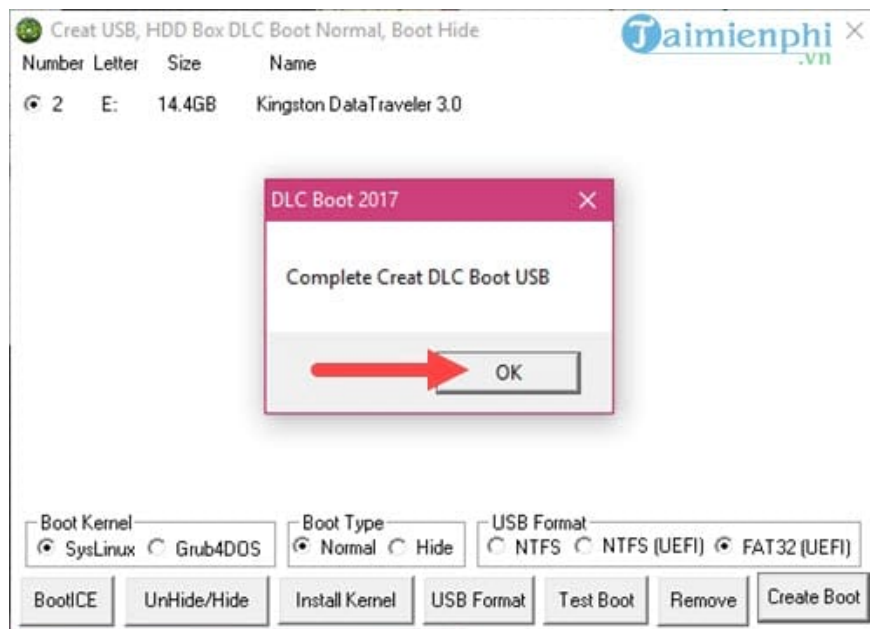 Creat USB, HDD Box DLC Boot Normal, Boot Hide
Taimienphi
.vn
Number Letter Size Name
2 E: 14.4GB Kingston DataTraveler 3.0
DLC Boot 2017
Complete Creat DLC Boot USB
OK
Boot Kernel Boot Type USB Format
SysLinux Grub4DOS Normal Hide NTFS NTFS (UEFI) FAT32 (UEFI)
BootICE UnHide/Hide Install Kernel USB Format Test Boot Remove Create Boot